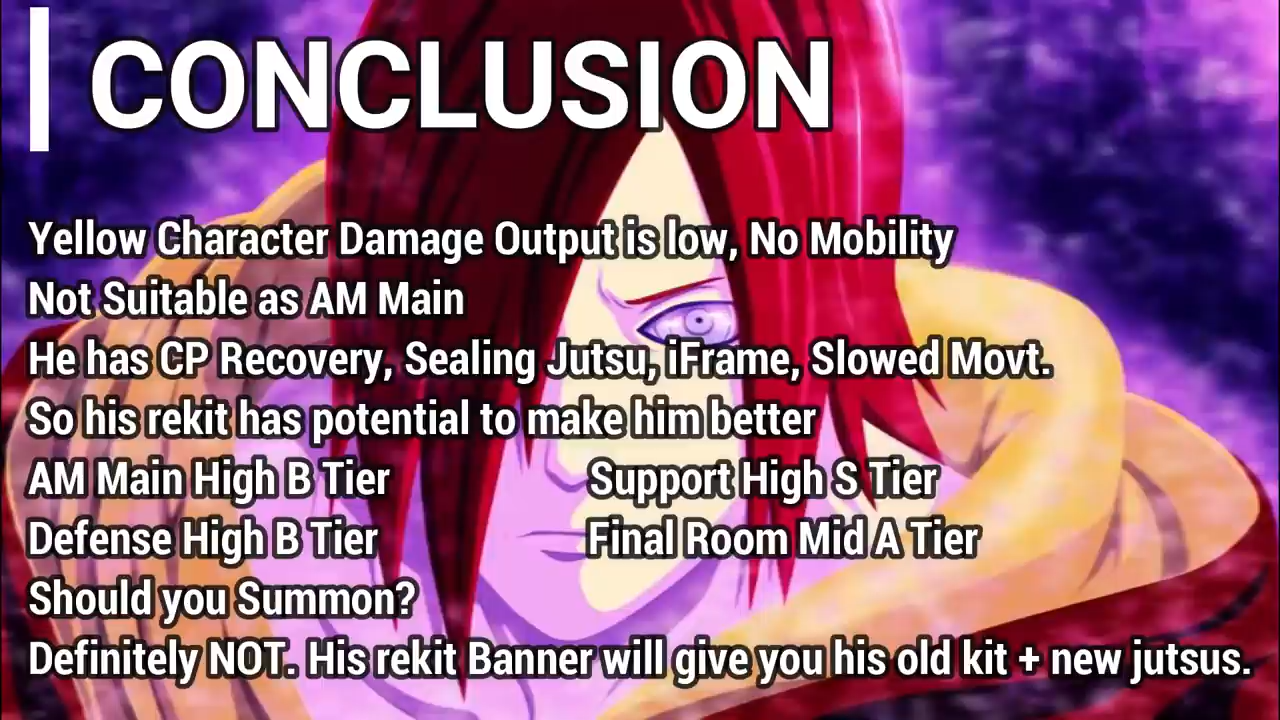 CONCLUSION
Yellow Character Damage Output is low, No Mobility
Not Suitable as AM Main
He has CP Recovery, Sealing Jutsu, iFrame, Slowed Movt.
So his rekit has potential to make him better
AM Main High B Tier Support High S Tier
Defense High B Tier Final Room Mid A Tier
Should you Summon?
Definitely NOT. His rekit Banner will give you his old kit + new jutsus.